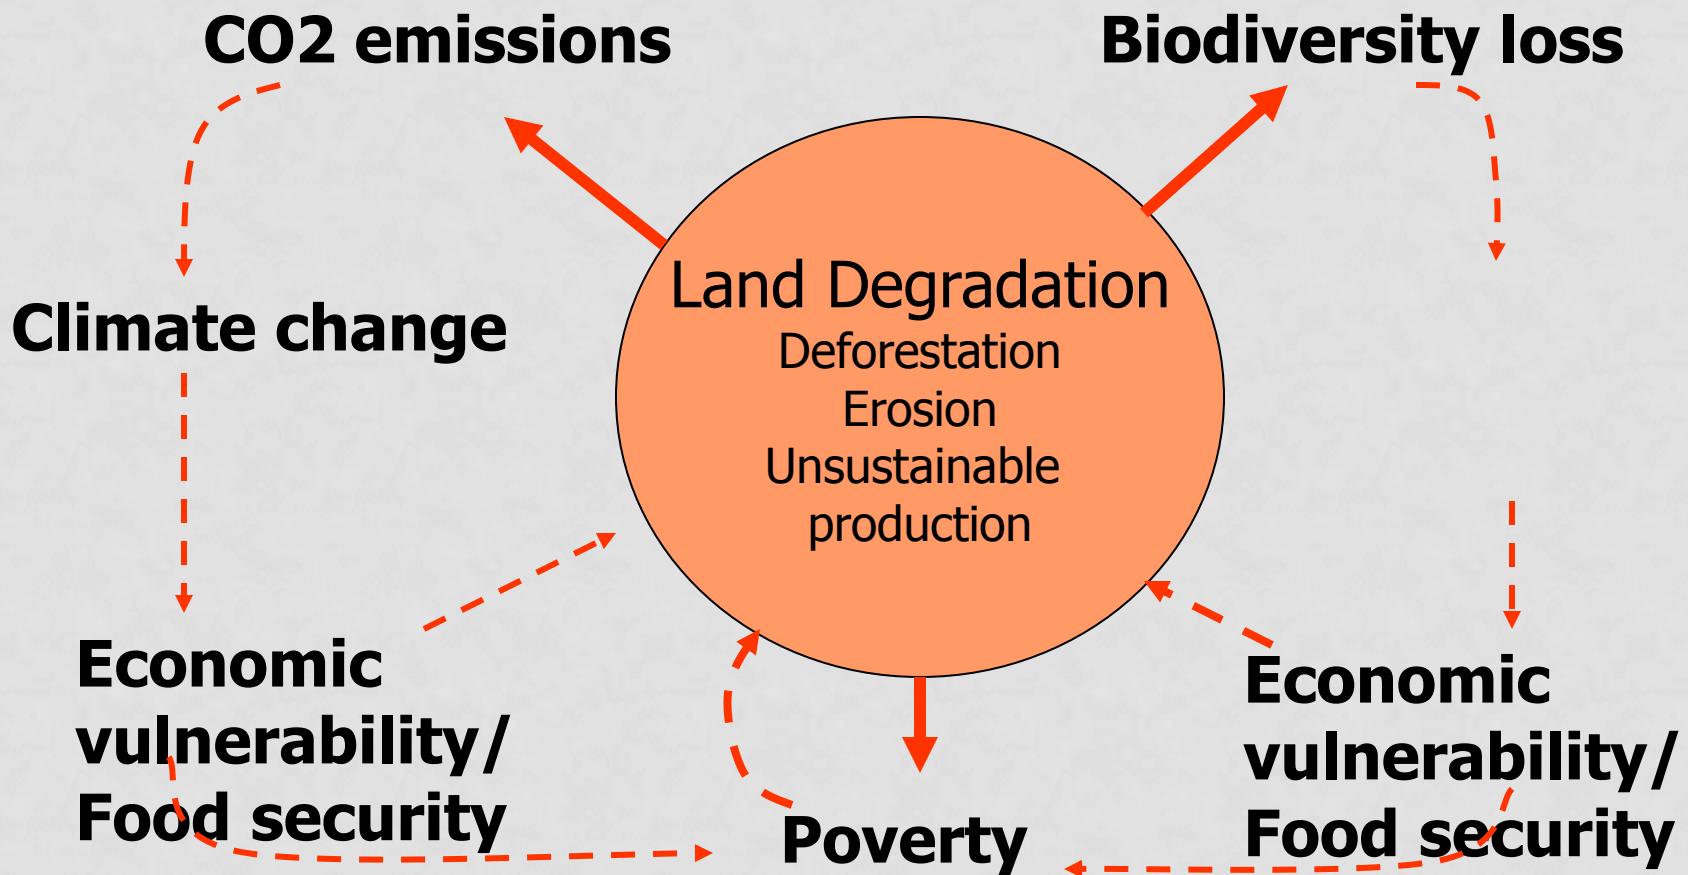 CO2 emissions
Biodiversity loss
Land Degradation
Deforestation
Erosion
Unsustainable
production
Climate change
Economic
vulnerability/
Food security
Poverty
Economic
vulnerability/
Food security